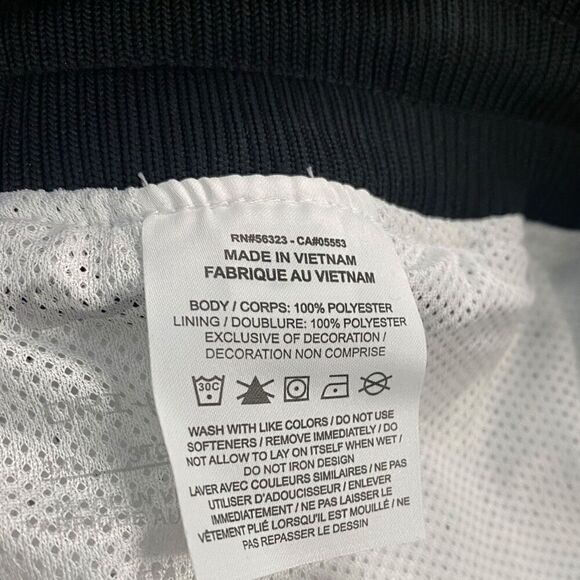 RN#56323 - CA#05553
MADE IN VIETNAM
FABRIQUE AU VIETNAM
BODY / CORPS: 100% POLYESTER
LINING / DOUBLURE: 100% POLYESTER
EXCLUSIVE OF DECORATION /
DECORATION NON COMPRISE
30C
WASH WITH LIKE COLORS / DO NOT USE
SOFTENERS / REMOVE IMMEDIATELY / DO
NOT ALLOW TO LAY ON ITSELF WHEN WET /
DO NOT IRON DESIGN
LAVER AVEC COULEURS SIMILAIRES / NE PAS
UTILISER D'ADOUCISSEUR / ENLEVER
IMMEDIATEMENT / NE PAS LAISSER LE
VÊTEMENT PLIÉ LORSQU'IL EST MOUILLÉ / NE
PAS REPASSER LE DESSIN